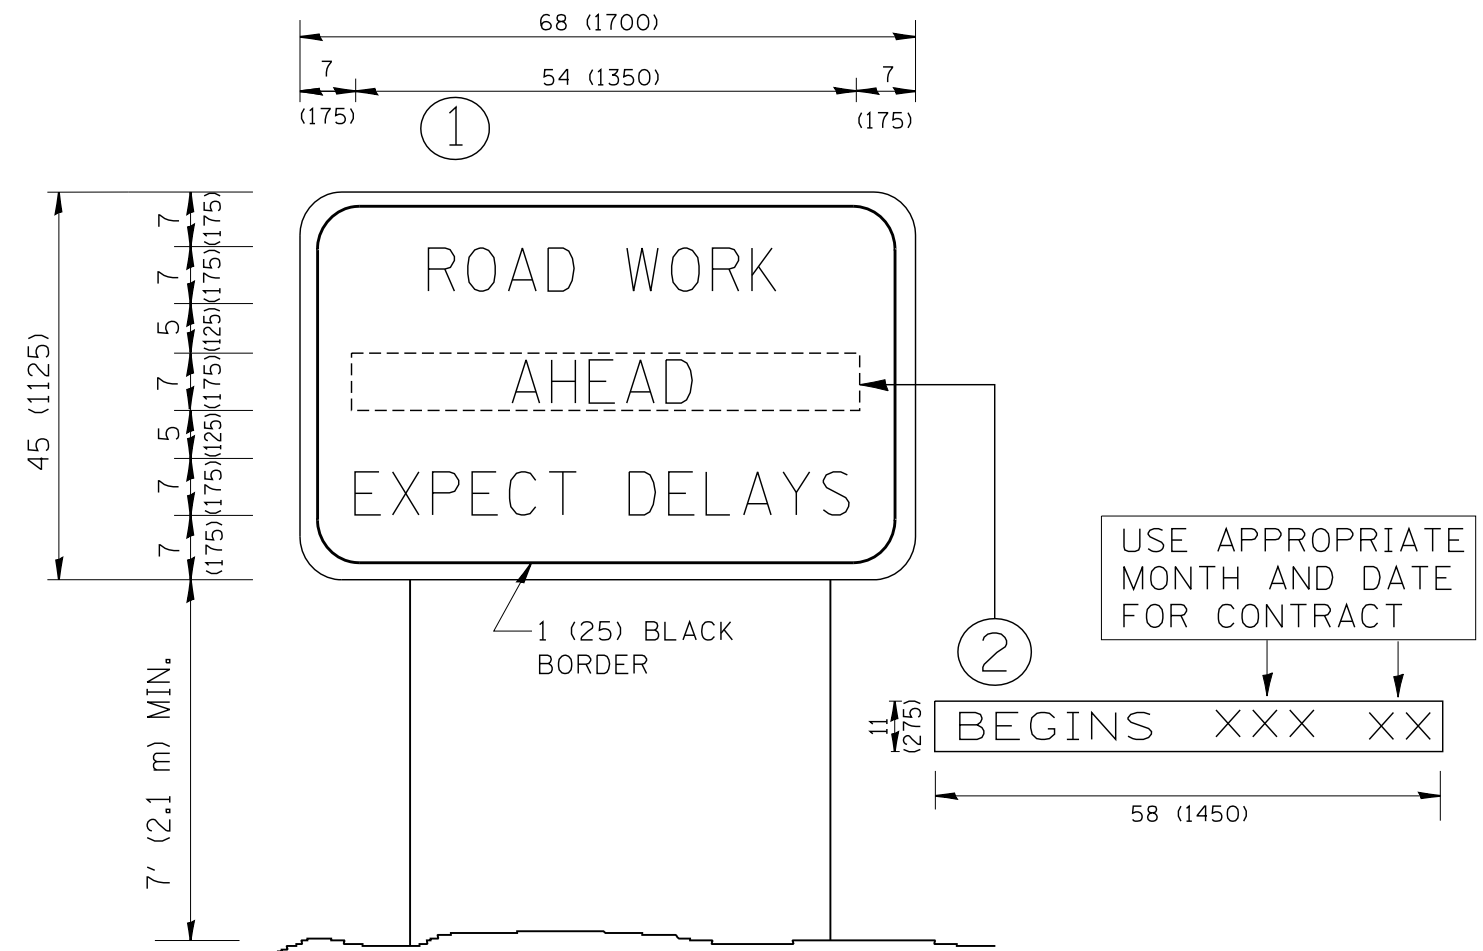 68 (1700)
7
54 (1350)
7
(175)
(175)
1
7
(175)
7
(175)
5
(125)
7
(175)
5
(125)
7
(175)
7
(175)
45 (1125)
ROAD WORK
AHEAD
EXPECT DELAYS
1 (25) BLACK
BORDER
7' (2.1 m) MIN.
USE APPROPRIATE
MONTH AND DATE
FOR CONTRACT
2
11
(275)
BEGINS XXX XX
58 (1450)